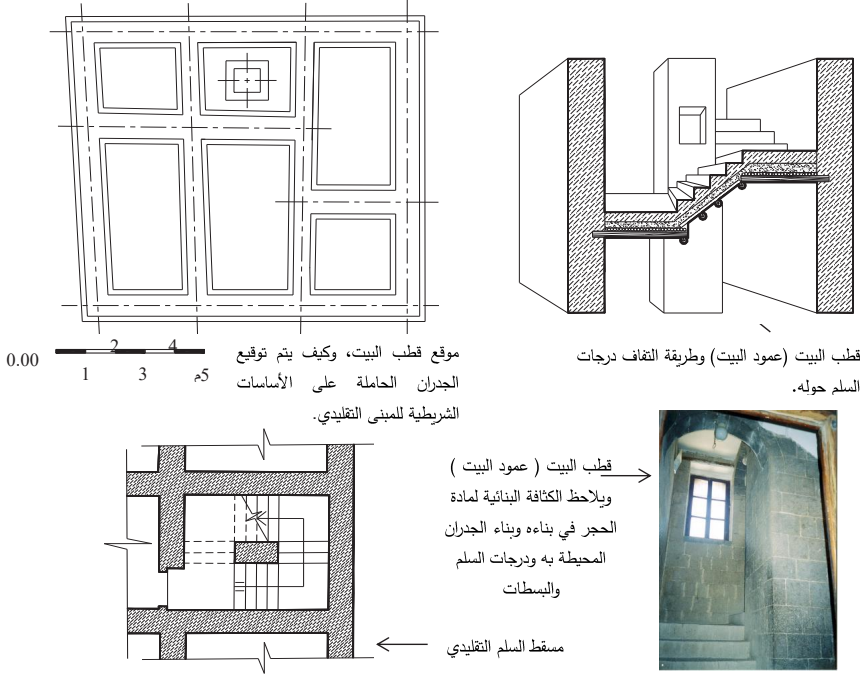 0.00
1
2
3
4
5م
موقع قطب البيت، وكيف يتم توقيع
الجدران الحاملة على الأساسات
الشريطية للمبنى التقليدي.
قطب البيت (عمود البيت) وطريقة التفاف درجات
السلم حوله.
قطب البيت ( عمود البيت )
ويلاحظ الكثافة البنائية لمادة
الحجر في بناءه وبناء الجدران
المحيطة به ودرجات السلم
والبسطات
مسقط السلم التقليدي